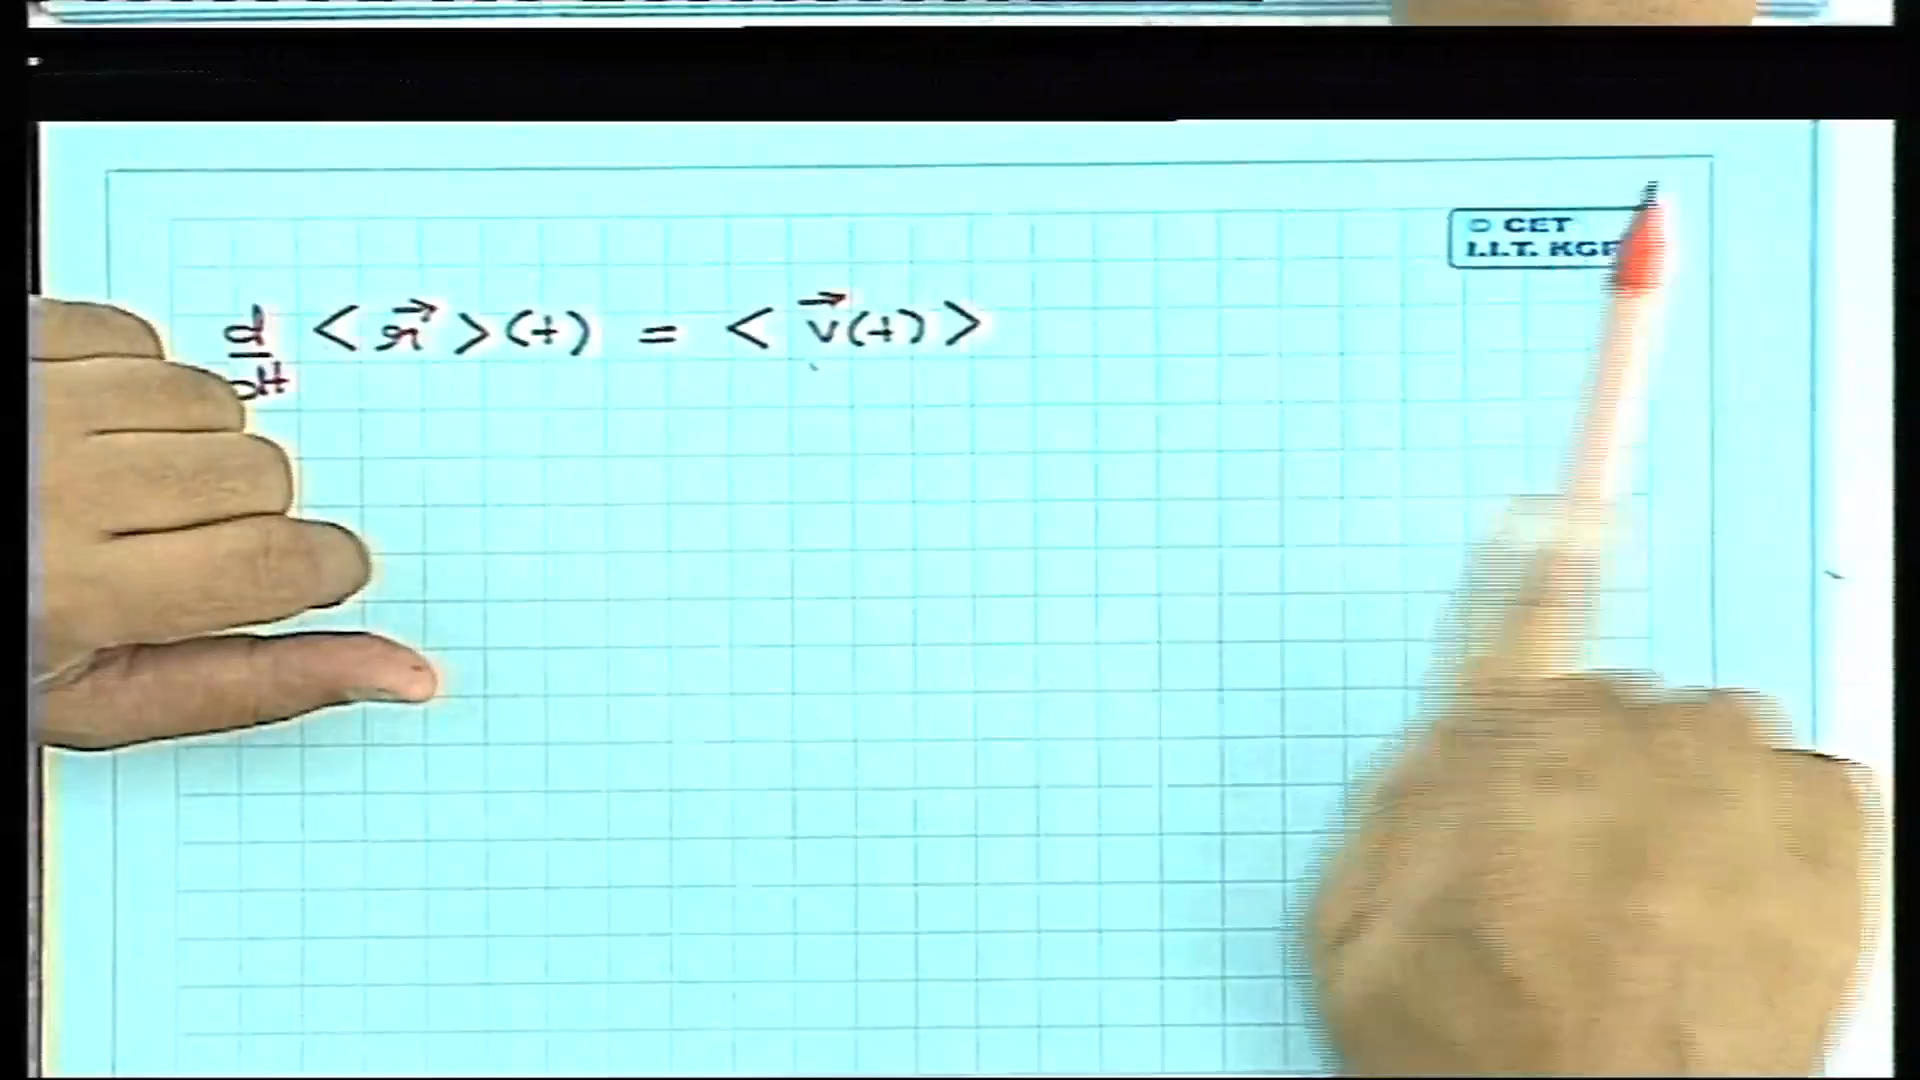 © CET
I.I.T. KGP
d/dt < r⃗ > (t) = < v⃗(t) >